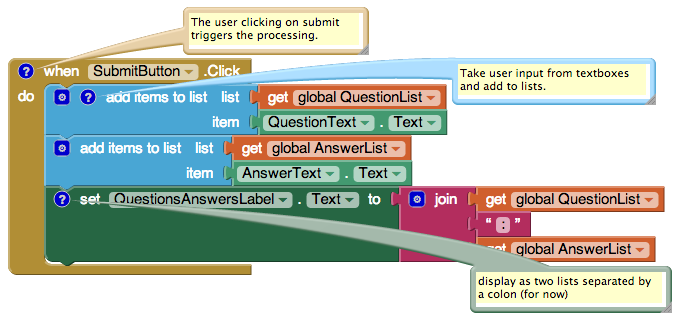 The user clicking on submit
triggers the processing.
? when SubmitButton .Click
Take user input from textboxes
and add to lists.
do ? add items to list list get global QuestionList
item QuestionText . Text
add items to list list get global AnswerList
item AnswerText . Text
? set QuestionsAnswersLabel . Text to join get global QuestionList
“ : ”
get global AnswerList
display as two lists separated by
a colon (for now)